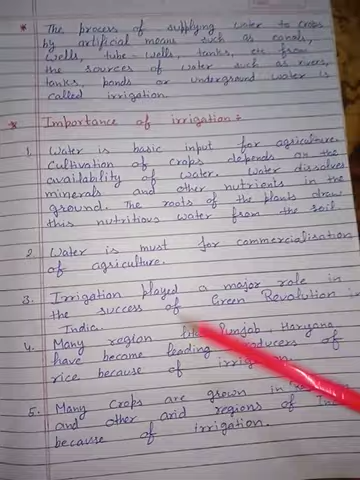 * The process of supplying water to crops
by artificial means such as canals,
wells, tube-wells, tanks, etc from
the sources of water such as rivers,
tanks, ponds or underground water is
called irrigation.
* Importance of irrigation:-
1. Water is basic input for agriculture.
Cultivation of crops depends on the
availability of water. Water dissolves
minerals and other nutrients in the
ground. The roots of the plants draw
this nutritious water from the soil
2. Water is must for commercialisation
of agriculture.
3. Irrigation played a major role in
the success of Green Revolution in
India.
4. Many region like Punjab, Haryana
have become leading producers of
rice because of irrigation.
5. Many crops are grown in
and other arid regions of
because of irrigation.